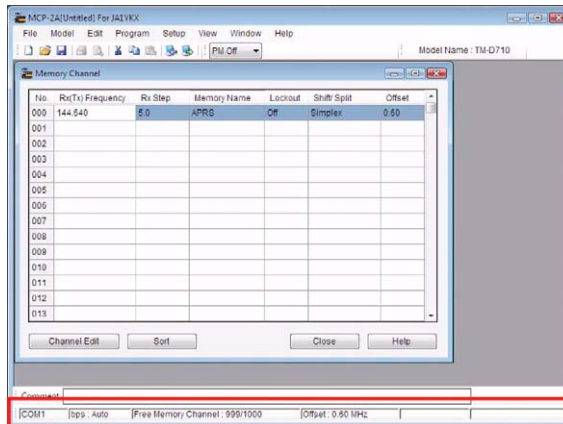 MCP-2A[Untitled] For JA1YKX
File Model Edit Program Setup View Window Help
PM Off
Model Name : TM-D710
Memory Channel
No. Rx(Tx) Frequency Rx Step Memory Name Lockout Shift/ Split Offset
000 144.640 5.0 APRS Off Simplex 0.60
001
002
003
004
005
006
007
008
009
010
011
012
013
Channel Edit Sort Close Help
Comment
COM1 bps : Auto Free Memory Channel : 999/1000 Offset : 0.60 MHz